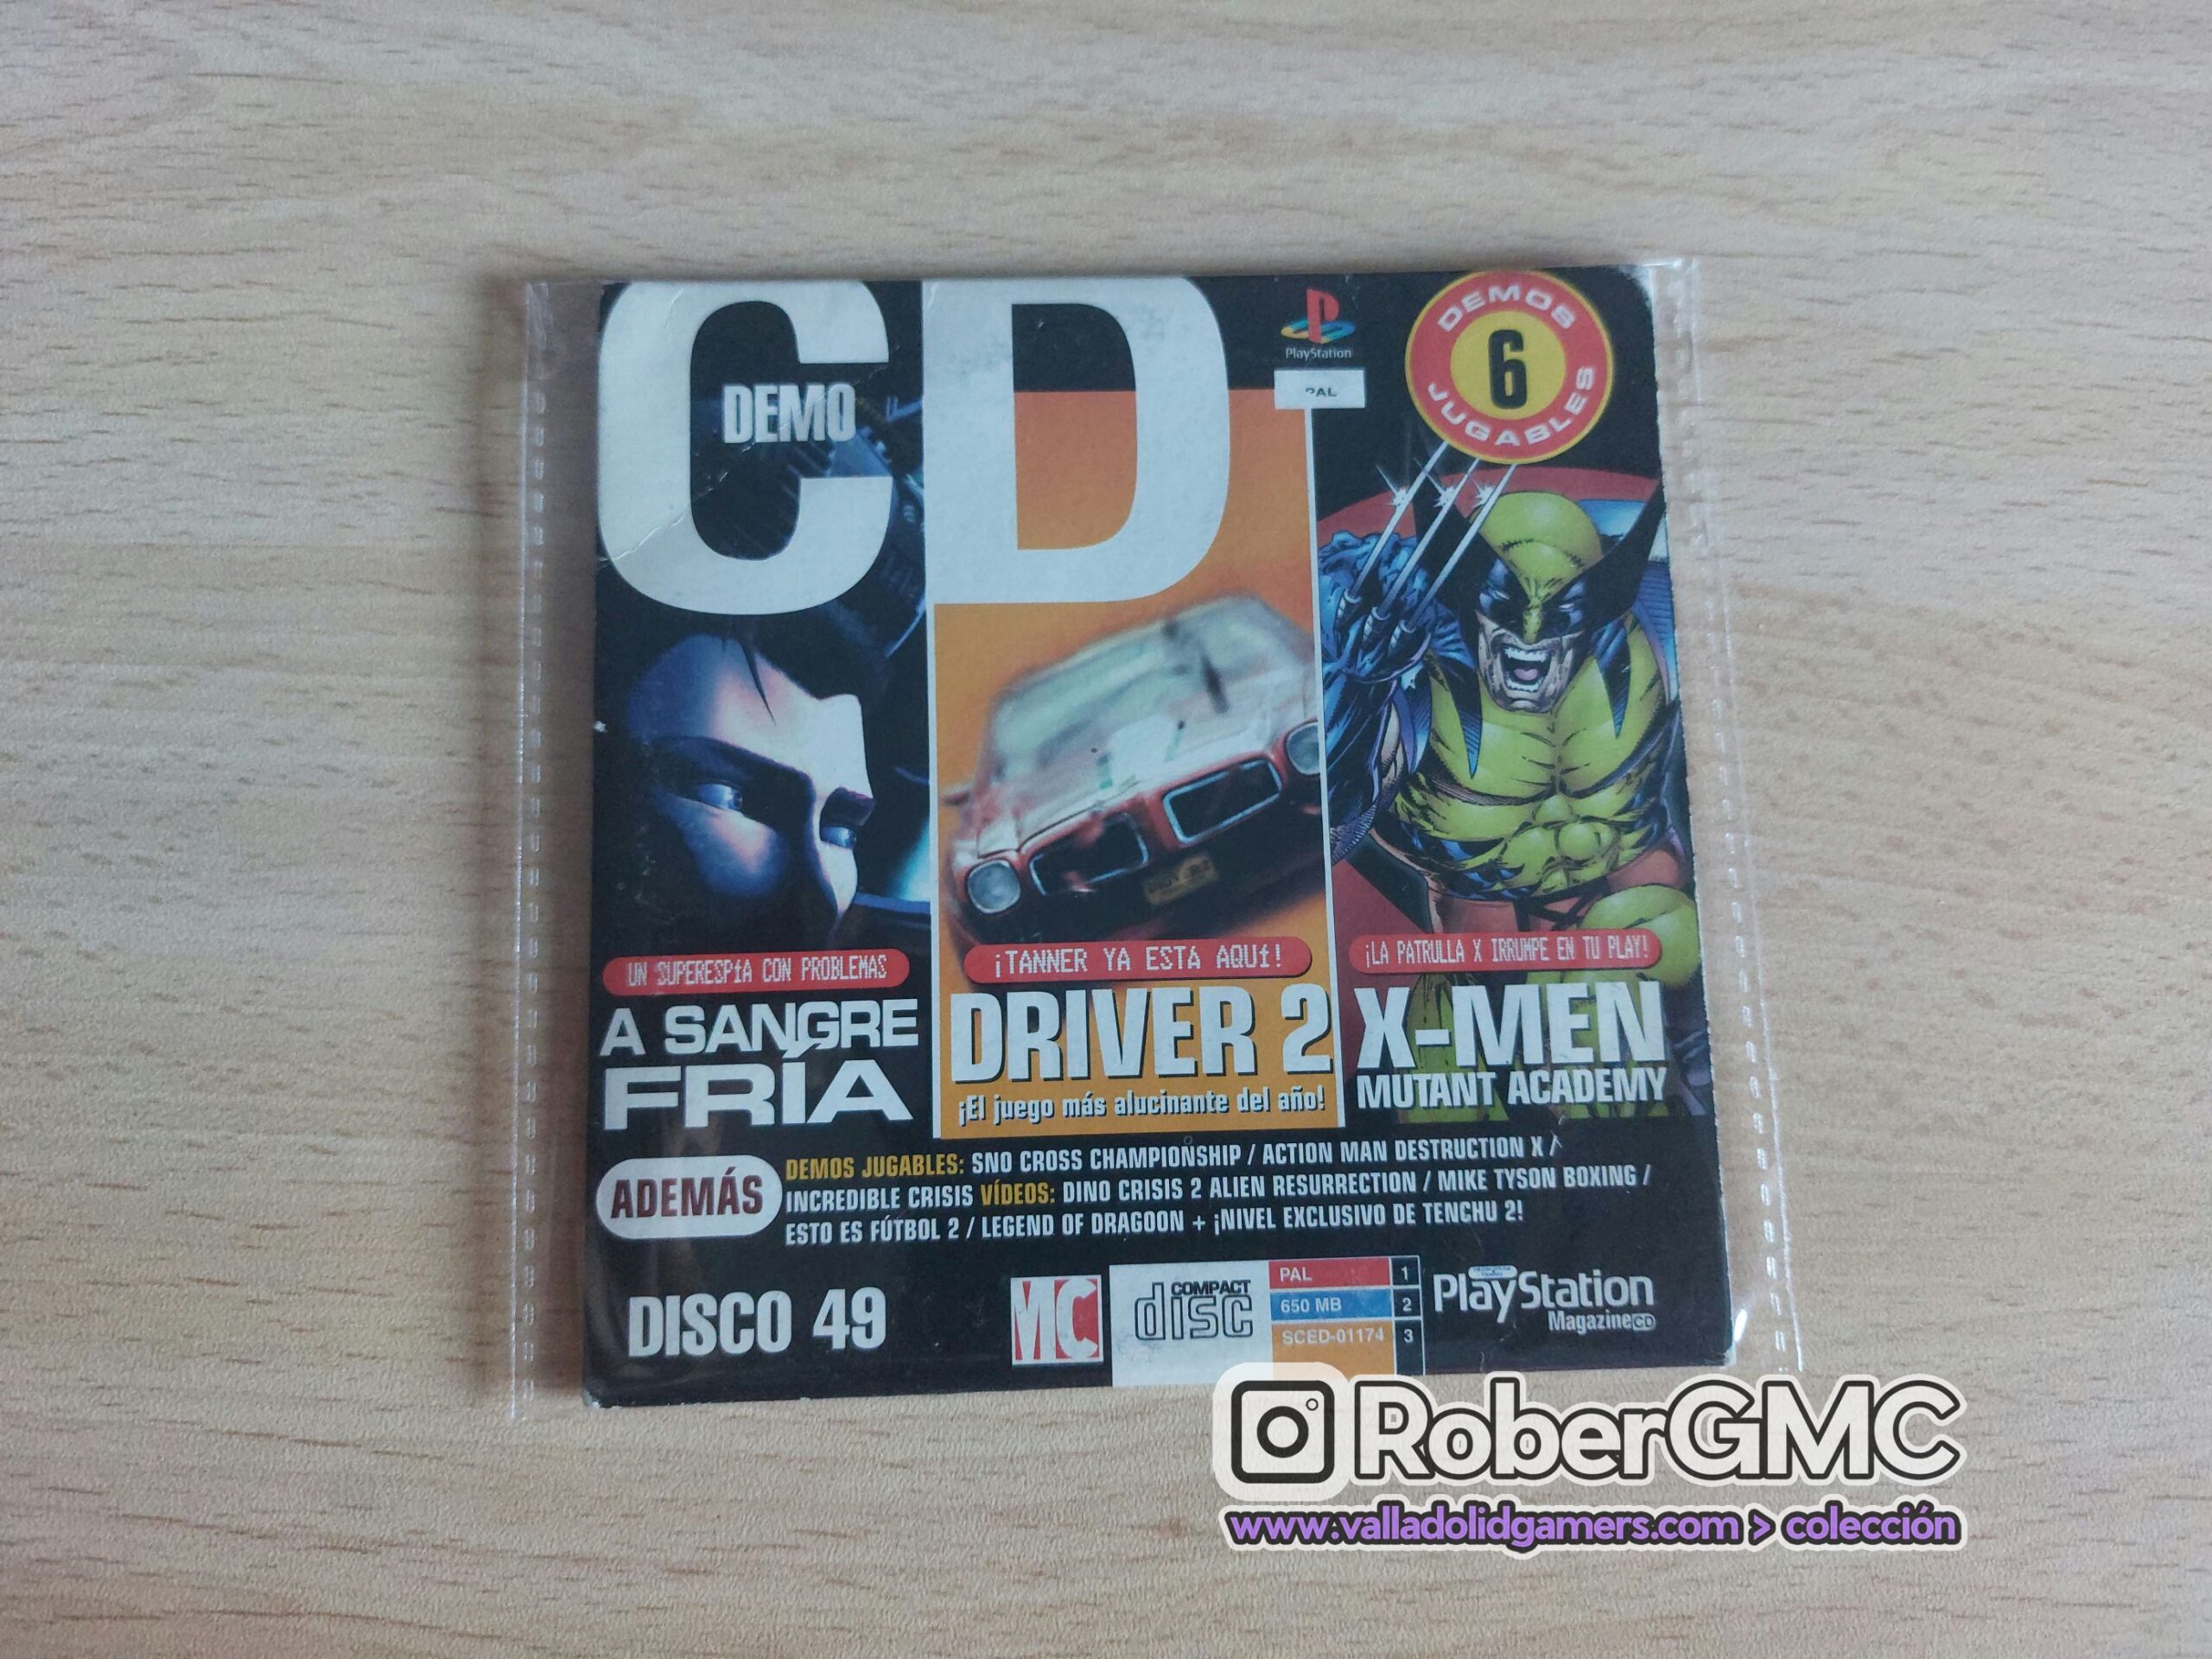 CD
DEMO
PlayStation
PAL
DEMOS
6
JUGABLES
UN SUPERESPíA CON PROBLEMAS
A SANGRE
FRÍA
¡TANNER YA ESTÁ AQUí!
DRIVER 2
¡El juego más alucinante del año!
¡LA PATRULLA X IRRUMPE EN TU PLAY!
X-MEN
MUTANT ACADEMY
ADEMÁS
DEMOS JUGABLES: SNO CROSS CHAMPIONSHIP / ACTION MAN DESTRUCTION X /
INCREDIBLE CRISIS VÍDEOS: DINO CRISIS 2 ALIEN RESURRECTION / MIKE TYSON BOXING /
ESTO ES FÚTBOL 2 / LEGEND OF DRAGOON + ¡NIVEL EXCLUSIVO DE TENCHU 2!
DISCO 49
MC
COMPACT
disc
PAL 1
650 MB 2
SCED-01174 3
PlayStation
Magazine CD
RoberGMC
www.valladolidgamers.com > colección